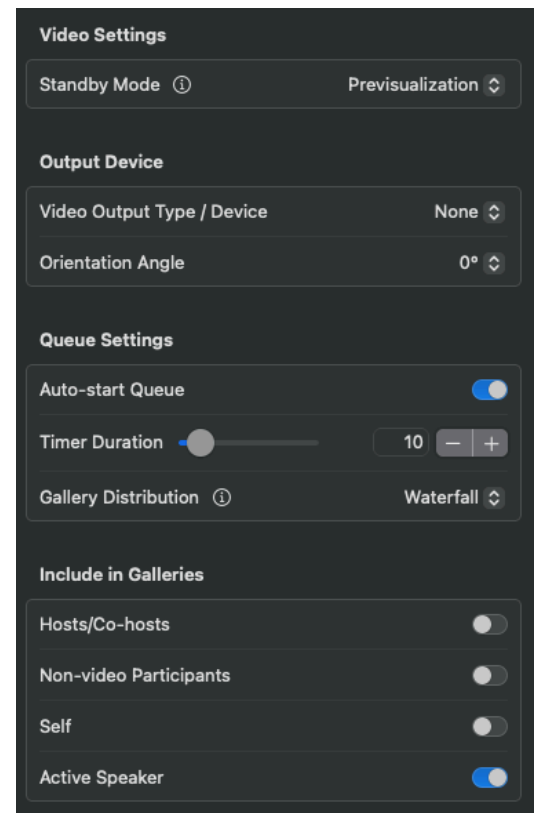 Video Settings
Standby Mode Previsualization
Output Device
Video Output Type / Device None
Orientation Angle 0°
Queue Settings
Auto-start Queue
Timer Duration 10 − +
Gallery Distribution Waterfall
Include in Galleries
Hosts/Co-hosts
Non-video Participants
Self
Active Speaker